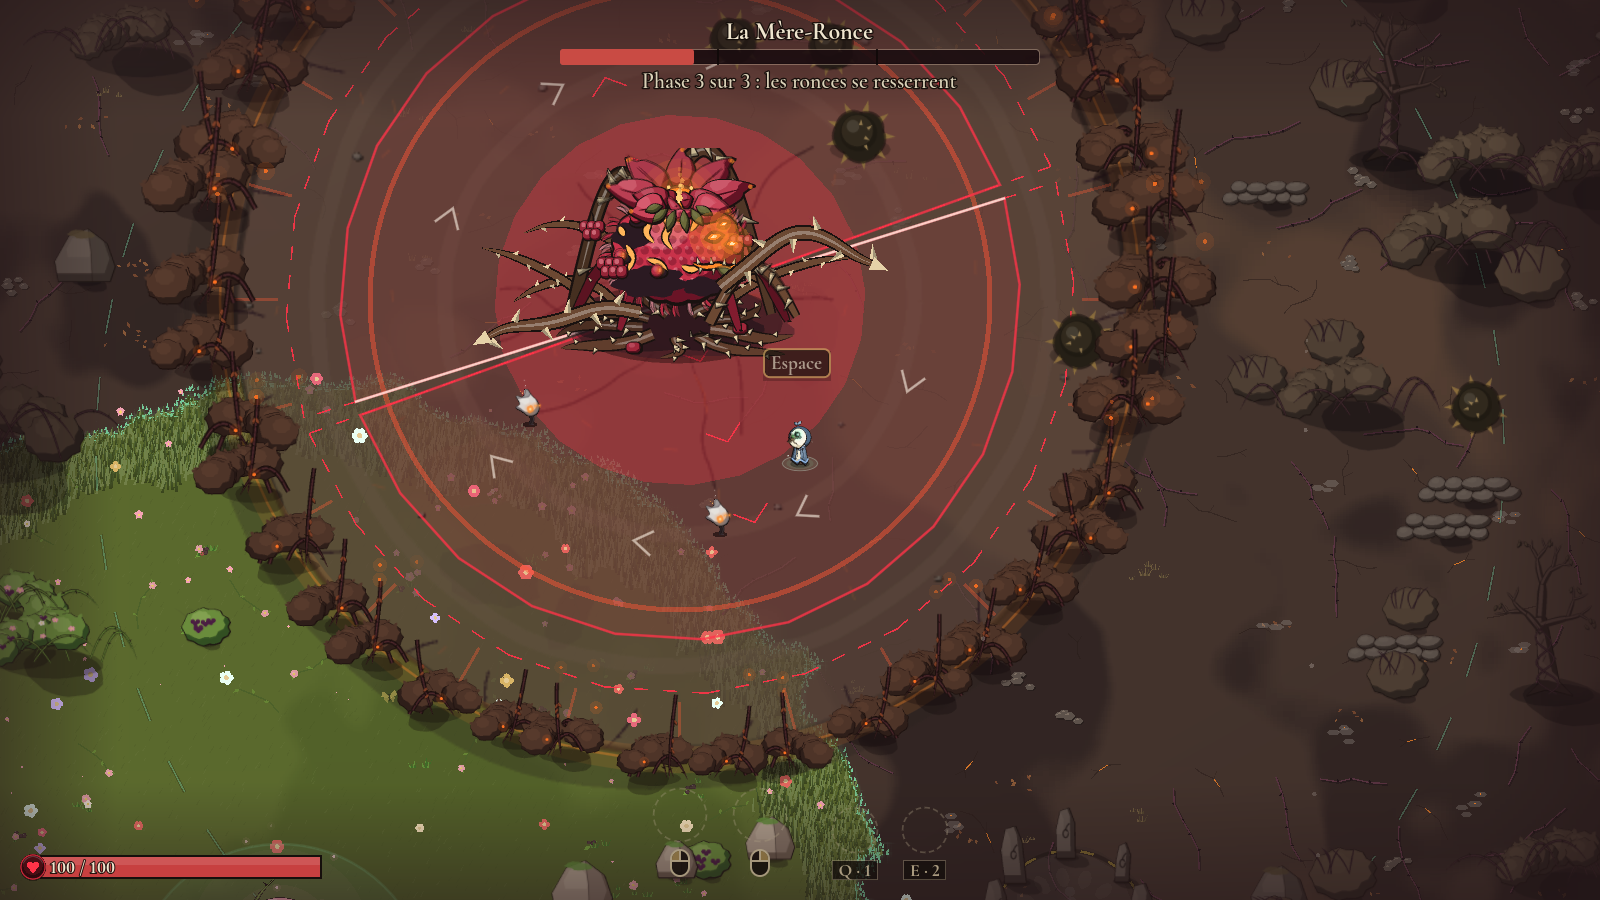 La Mère-Ronce
Phase 3 sur 3 : les ronces se resserrent
Espace
100 / 100
Q · 1
E · 2